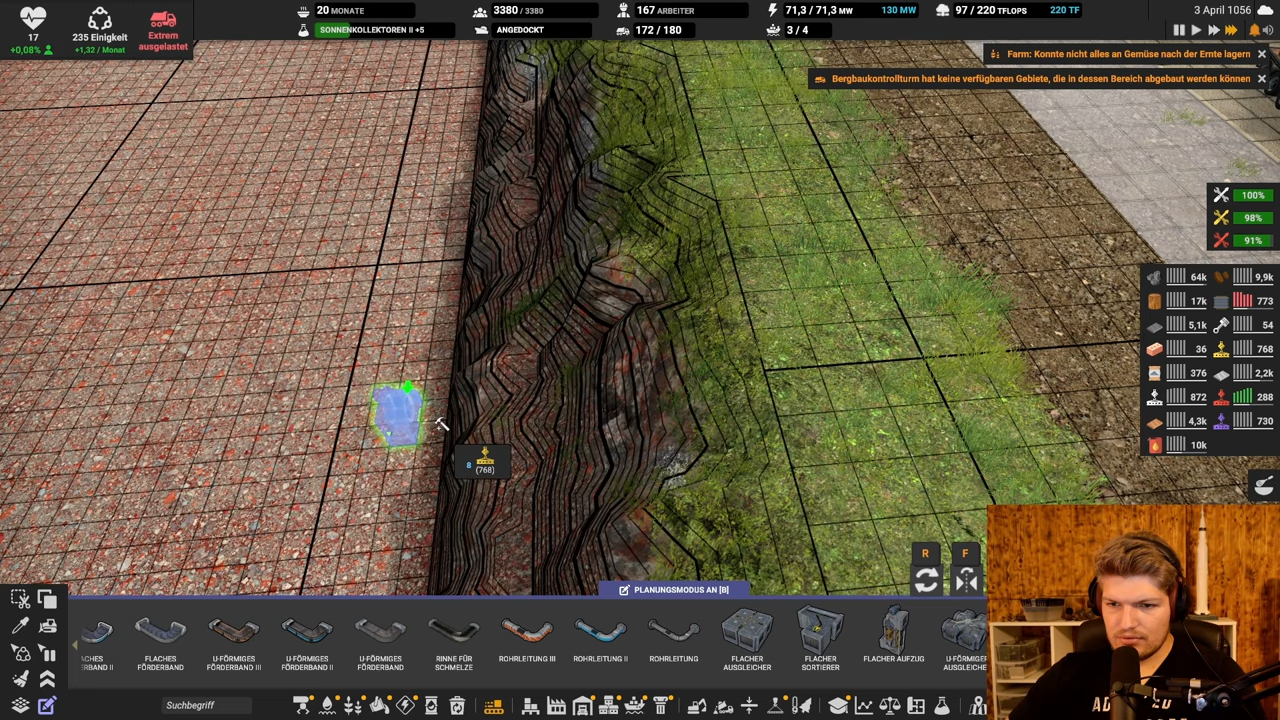 17
+0,08%
235 Einigkeit
+1,32 / Monat
Extrem
ausgelastet
20 MONATE
SONNENKOLLEKTOREN II +5
3380 / 3380
ANGEDOCKT
167 ARBEITER
172 / 180
71,3 / 71,3 MW 130 MW
3 / 4
97 / 220 TFLOPS 220 TF
3 April 1056
Farm: Konnte nicht alles an Gemüse nach der Ernte lagern
Bergbaukontrollturm hat keine verfügbaren Gebiete, die in dessen Bereich abgebaut werden können
100%
98%
91%
64k 9,9k
17k 773
5,1k 54
36 768
376 2,2k
872 288
4,3k 730
10k
8 (768)
R F
PLANUNGSMODUS AN [B]
FLACHES
FÖRDERBAND
U-FÖRMIGES
FÖRDERBAND III
U-FÖRMIGES
FÖRDERBAND II
U-FÖRMIGES
FÖRDERBAND
RINNE FÜR
SCHMELZE
ROHRLEITUNG III
ROHRLEITUNG II
ROHRLEITUNG
FLACHER
AUSGLEICHER
FLACHER
SORTIERER
FLACHER AUFZUG
Suchbegriff